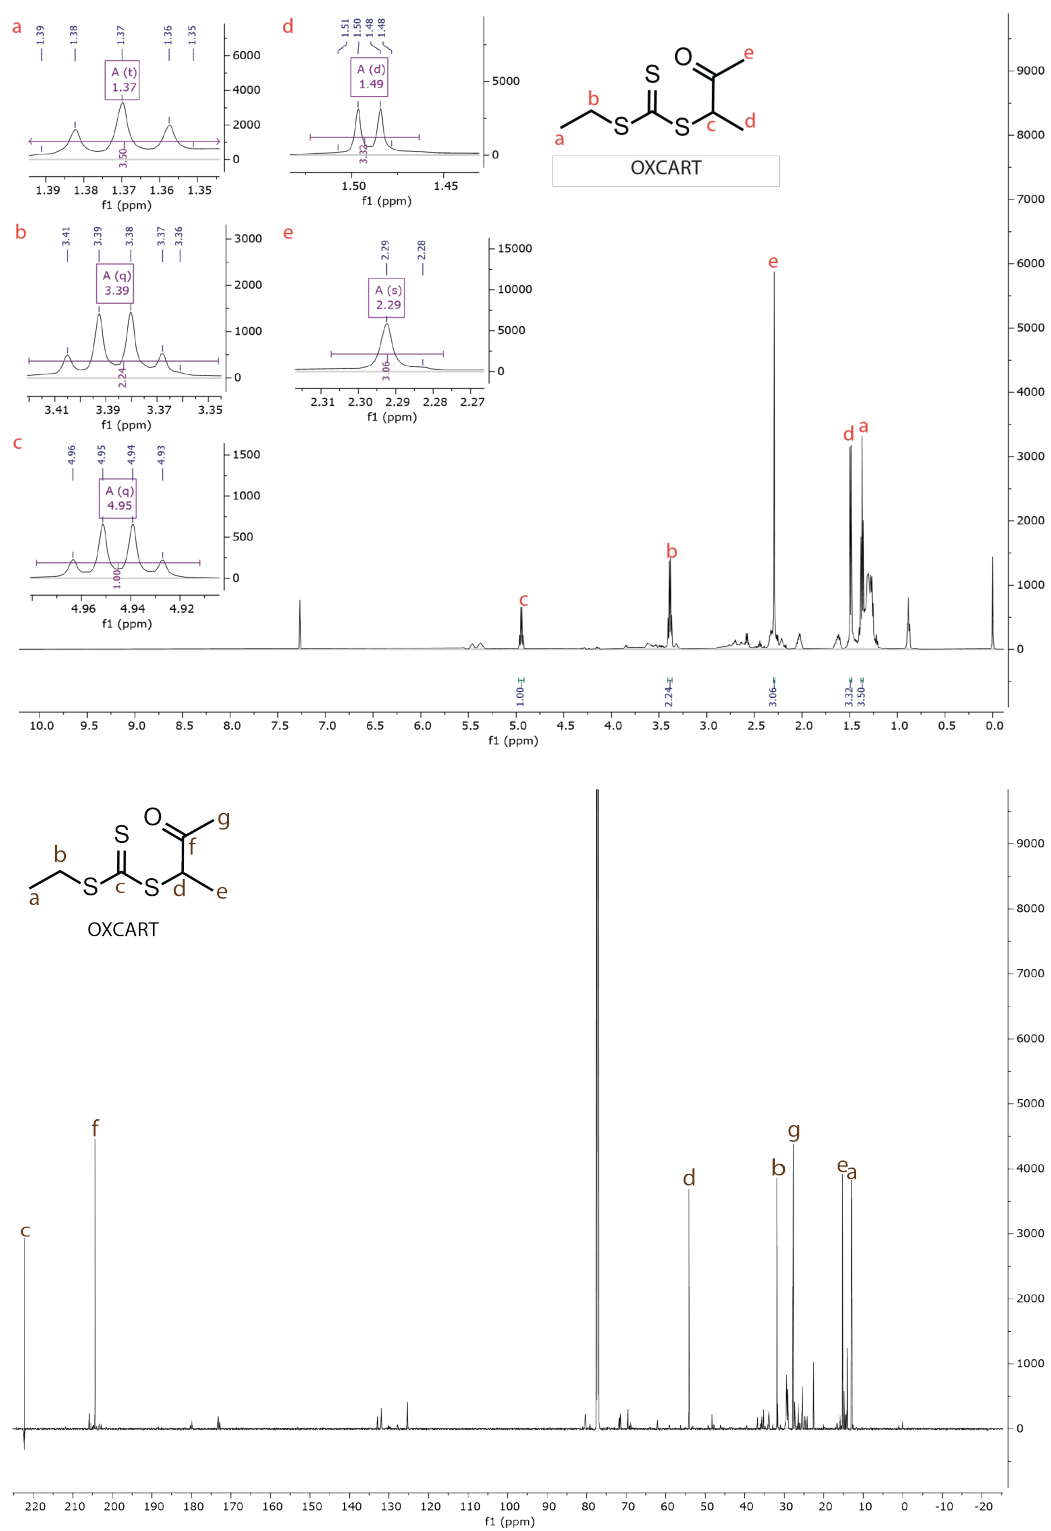 a
1.39
1.38
1.37
1.36
1.35
A (t)
1.37
3.50
6000
4000
2000
0
1.39 1.38 1.37 1.36 1.35
f1 (ppm)
d
1.51
1.50
1.48
1.48
A (d)
1.49
3.32
5000
0
1.50 1.45
f1 (ppm)
b
3.41
3.39
3.38
3.37
3.36
A (q)
3.39
2.24
3000
2000
1000
0
3.41 3.39 3.37 3.35
f1 (ppm)
e
2.29
2.28
A (s)
2.29
3.06
15000
10000
5000
0
2.31 2.30 2.29 2.28 2.27
f1 (ppm)
c
4.96
4.95
4.94
4.93
A (q)
4.95
1.00
1500
1000
500
0
4.96 4.94 4.92
f1 (ppm)
O
e
S
b
a
S
S
c
d
OXCART
e
d
a
b
c
9000
8000
7000
6000
5000
4000
3000
2000
1000
0
1.00
2.24
3.06
3.32
3.50
10.0 9.5 9.0 8.5 8.0 7.5 7.0 6.5 6.0 5.5 5.0 4.5 4.0 3.5 3.0 2.5 2.0 1.5 1.0 0.5 0.0
f1 (ppm)
O
g
S
f
b
a
S
c
S
d
e
OXCART
c
f
d
b
g
e
a
9000
8000
7000
6000
5000
4000
3000
2000
1000
0
220 210 200 190 180 170 160 150 140 130 120 110 100 90 80 70 60 50 40 30 20 10 0 -10 -20
f1 (ppm)